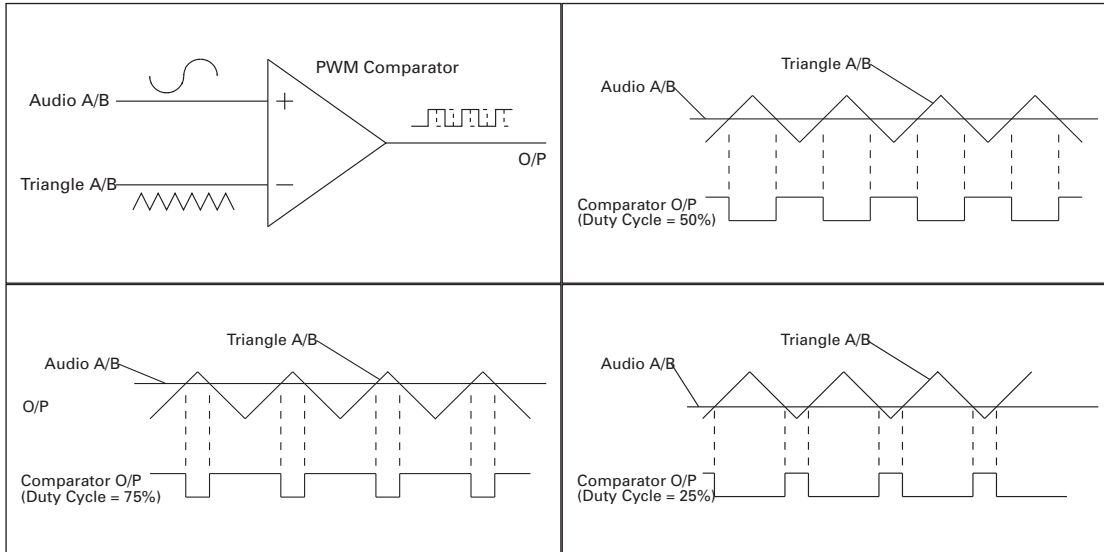 PWM Comparator
Audio A/B
+
O/P
Triangle A/B
−
Triangle A/B
Audio A/B
Comparator O/P
(Duty Cycle = 50%)
Triangle A/B
Audio A/B
O/P
Comparator O/P
(Duty Cycle = 75%)
Triangle A/B
Audio A/B
Comparator O/P
(Duty Cycle = 25%)